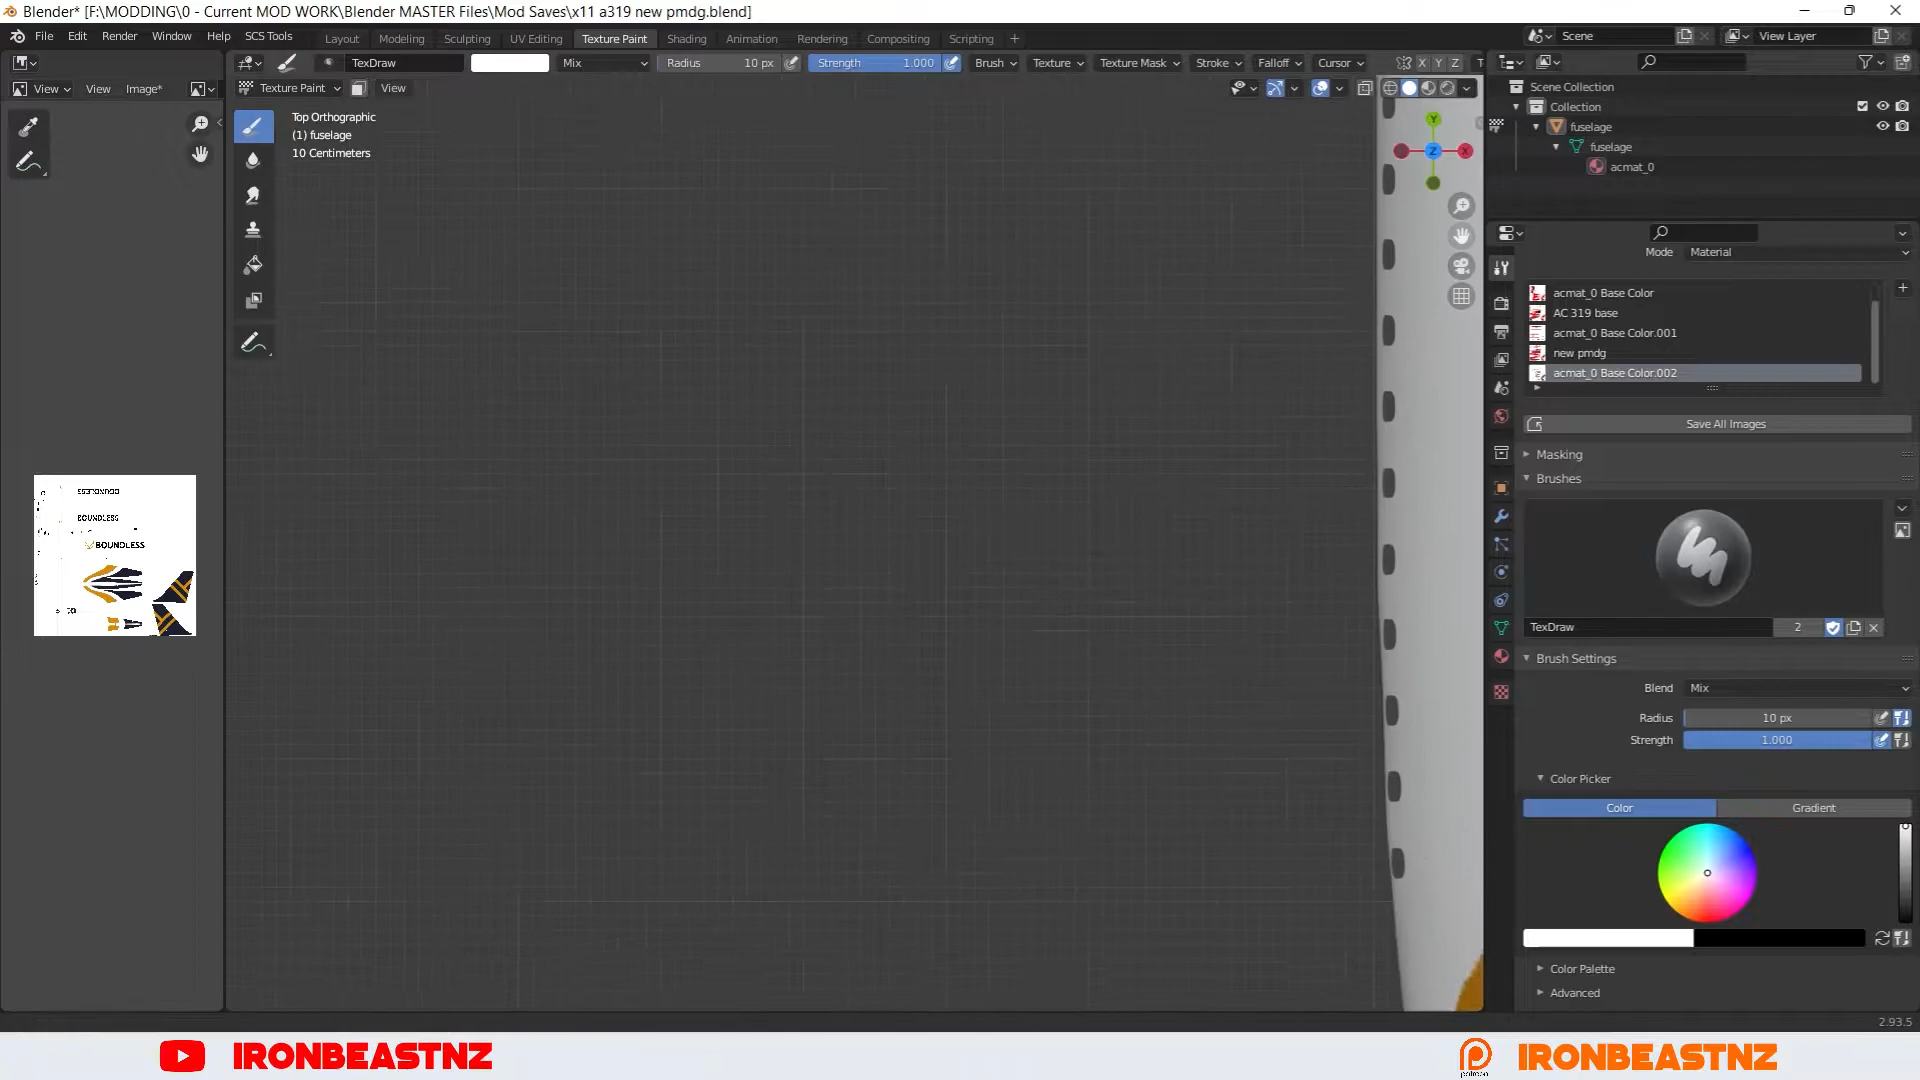 Blender* [F:\MODDING\0 - Current MOD WORK\Blender MASTER Files\Mod Saves\x11 a319 new pmdg.blend]
File Edit Render Window Help SCS Tools
Layout Modeling Sculpting UV Editing Texture Paint Shading Animation Rendering Compositing Scripting
Scene
View Layer
TexDraw
Mix
Radius 10 px
Strength 1.000
Brush Texture Texture Mask Stroke Falloff Cursor
X Y Z
View View Image*
Texture Paint View
Top Orthographic
(1) fuselage
10 Centimeters
Y
X
Z
BOUNDLESS
BOUNDLESS
Scene Collection
Collection
fuselage
fuselage
acmat_0
Mode Material
acmat_0 Base Color
AC 319 base
acmat_0 Base Color.001
new pmdg
acmat_0 Base Color.002
Save All Images
Masking
Brushes
TexDraw 2
Brush Settings
Blend Mix
Radius 10 px
Strength 1.000
Color Picker
Color Gradient
Color Palette
Advanced
2.93.5
IRONBEASTNZ
patreon
IRONBEASTNZ